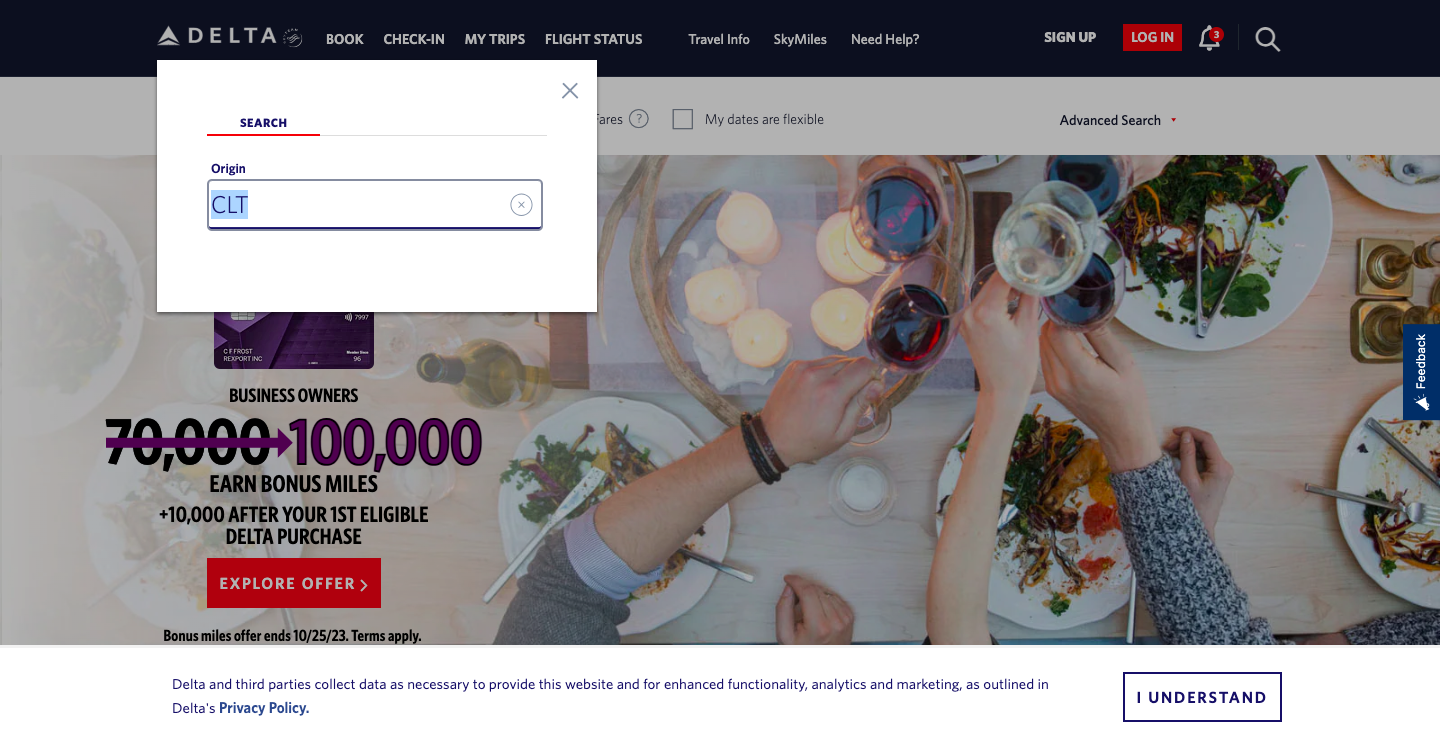 DELTA
BOOK CHECK-IN MY TRIPS FLIGHT STATUS Travel Info SkyMiles Need Help? SIGN UP LOG IN 3
SEARCH
Origin
CLT
Fares ? My dates are flexible Advanced Search
Feedback
7997
C F FROST
REXPORT INC
Member Since
96
BUSINESS OWNERS
70,000 100,000
EARN BONUS MILES
+10,000 AFTER YOUR 1ST ELIGIBLE
DELTA PURCHASE
EXPLORE OFFER
Bonus miles offer ends 10/25/23. Terms apply.
Delta and third parties collect data as necessary to provide this website and for enhanced functionality, analytics and marketing, as outlined in
Delta's Privacy Policy.
I UNDERSTAND